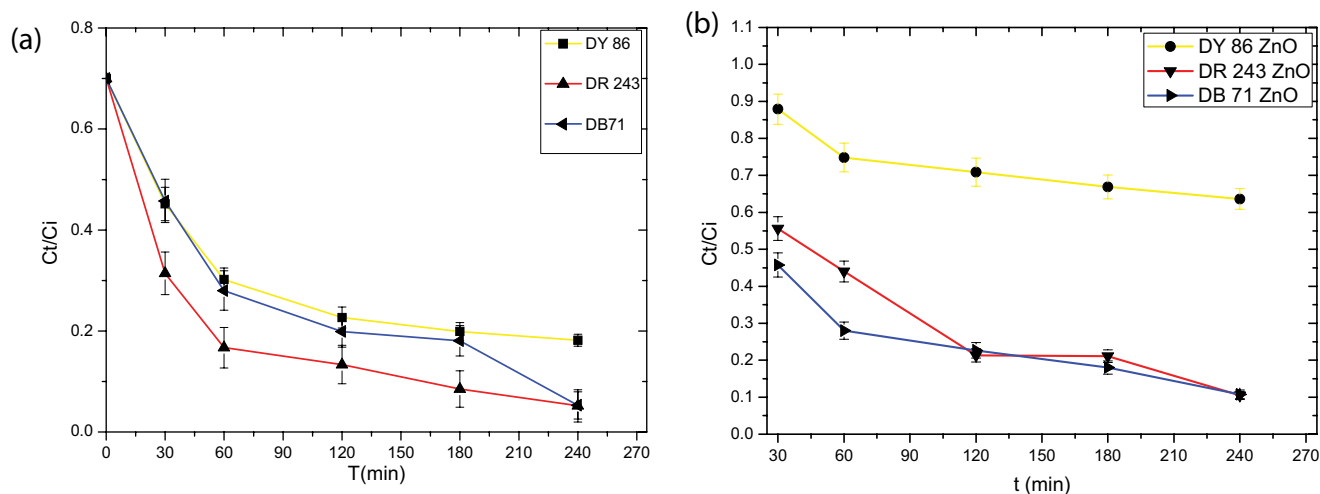 (a)
0.8
0.6
0.4
0.2
0.0
Ct/Ci
DY 86
DR 243
DB71
0 30 60 90 120 150 180 210 240 270
T(min)
(b)
1.1
1.0
0.9
0.8
0.7
0.6
0.5
0.4
0.3
0.2
0.1
0.0
Ct/Ci
DY 86 ZnO
DR 243 ZnO
DB 71 ZnO
30 60 90 120 150 180 210 240 270
t (min)